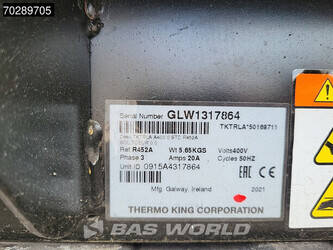 70289705
Serial Number GLW1317864
TKTRLA*50169711
Ref R452A Wt 5.65KGS Volts400V
Phase 3 Amps 20A Cycles 50HZ
Unit ID 0915A4317864
Mfg. Galway, Ireland 2021
THERMO KING CORPORATION
BAS WORLD